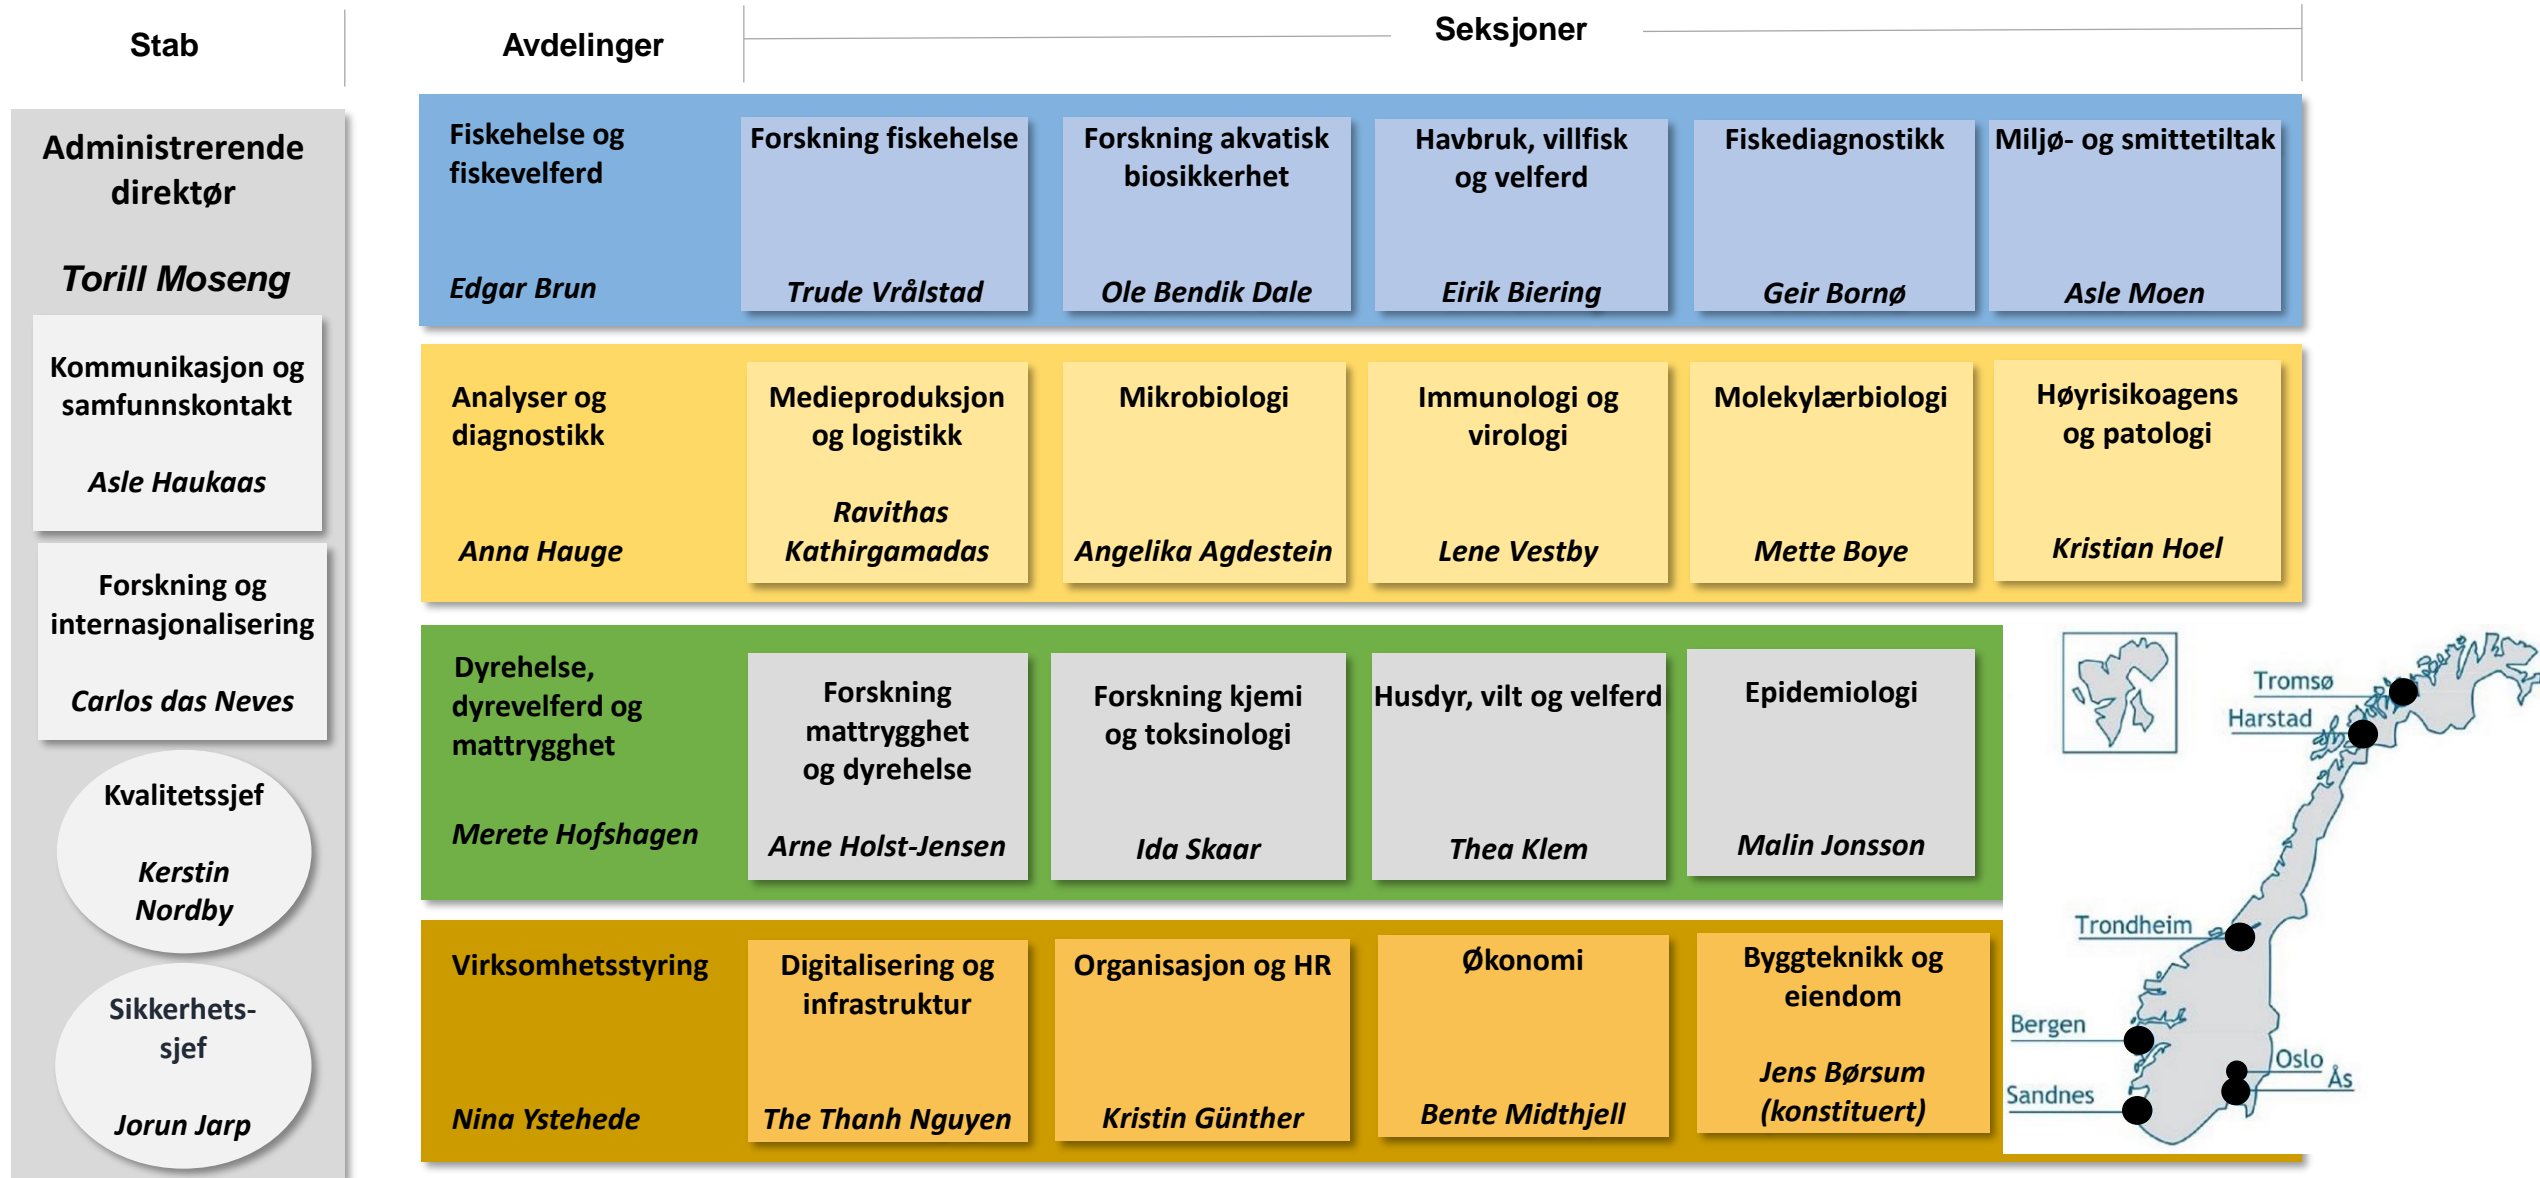 Stab
Avdelinger
Seksjoner
Administrerende
direktør
Torill Moseng
Kommunikasjon og
samfunnskontakt
Asle Haukaas
Forskning og
internasjonalisering
Carlos das Neves
Kvalitetssjef
Kerstin
Nordby
Sikkerhets-
sjef
Jorun Jarp
Fiskehelse og
fiskevelferd
Edgar Brun
Forskning fiskehelse
Trude Vrålstad
Forskning akvatisk
biosikkerhet
Ole Bendik Dale
Havbruk, villfisk
og velferd
Eirik Biering
Fiskediagnostikk
Geir Bornø
Miljø- og smittetiltak
Asle Moen
Analyser og
diagnostikk
Anna Hauge
Medieproduksjon
og logistikk
Ravithas
Kathirgamadas
Mikrobiologi
Angelika Agdestein
Immunologi og
virologi
Lene Vestby
Molekylærbiologi
Mette Boye
Høyrisikoagens
og patologi
Kristian Hoel
Dyrehelse,
dyrevelferd og
mattrygghet
Merete Hofshagen
Forskning
mattrygghet
og dyrehelse
Arne Holst-Jensen
Forskning kjemi
og toksinologi
Ida Skaar
Husdyr, vilt og velferd
Thea Klem
Epidemiologi
Malin Jonsson
Virksomhetsstyring
Nina Ystehede
Digitalisering og
infrastruktur
The Thanh Nguyen
Organisasjon og HR
Kristin Günther
Økonomi
Bente Midthjell
Byggteknikk og
eiendom
Jens Børsum
(konstituert)
Tromsø
Harstad
Trondheim
Bergen
Oslo
Ås
Sandnes